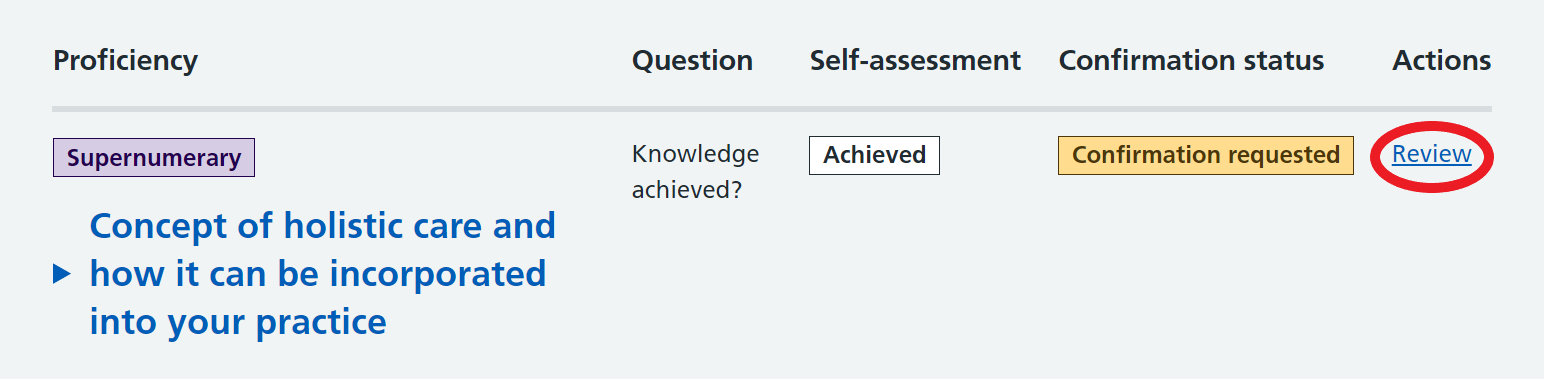 Proficiency Question Self-assessment Confirmation status Actions
Supernumerary Knowledge achieved? Achieved Confirmation requested Review
Concept of holistic care and
how it can be incorporated
into your practice